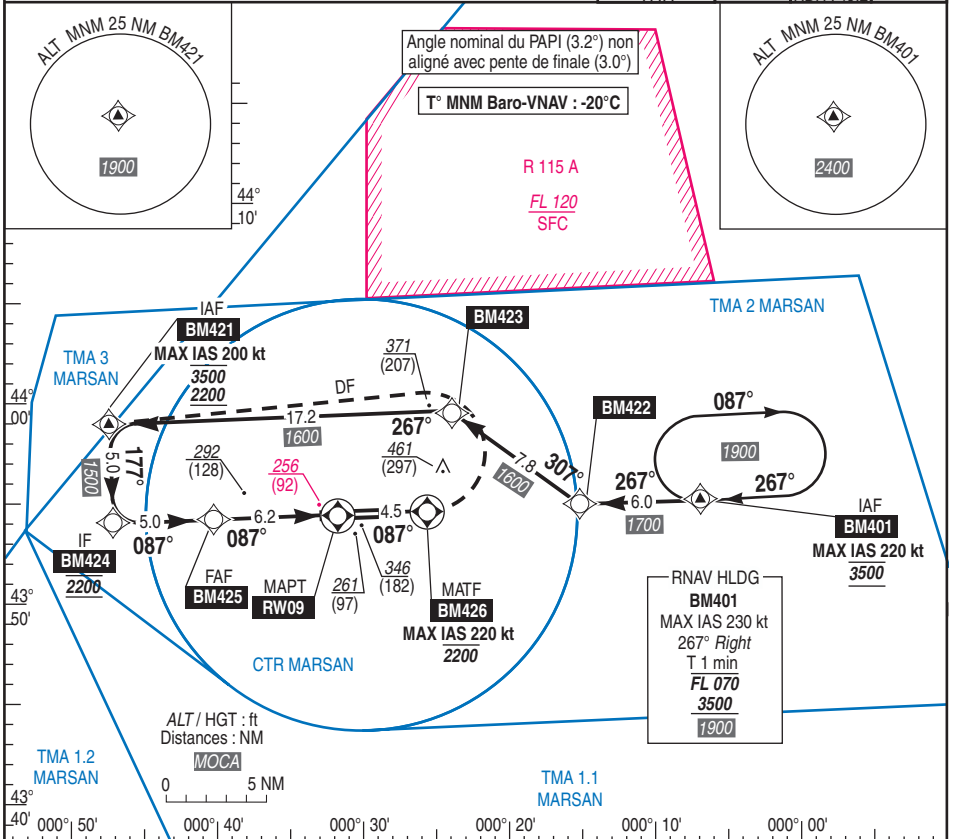 ALT MNM 25 NM BM421
1900
44°
10'
Angle nominal du PAPI (3.2°) non
aligné avec pente de finale (3.0°)
T° MNM Baro-VNAV : -20°C
R 115 A
FL 120
SFC
ALT MNM 25 NM BM401
2400
TMA 2 MARSAN
IAF
BM421
MAX IAS 200 kt
3500
2200
TMA 3
MARSAN
BM423
371
(207)
DF
44°
00'
17.2
1600
267°
BM422
087°
1900
267°
5.0
177°
1500
292
(128)
256
(92)
461
(297)
7.8
307°
1600
267°
6.0
1700
IAF
BM401
MAX IAS 220 kt
3500
5.0
087°
6.2
087°
4.5
087°
IF
BM424
2200
FAF
BM425
MAPT
RW09
261
(97)
346
(182)
MATF
BM426
MAX IAS 220 kt
2200
43°
50'
RNAV HLDG
BM401
MAX IAS 230 kt
267° Right
T 1 min
FL 070
3500
1900
CTR MARSAN
ALT / HGT : ft
Distances : NM
MOCA
0 5 NM
TMA 1.2
MARSAN
TMA 1.1
MARSAN
43°
40'
000° 50' 000° 40' 000° 30' 000° 20' 000° 10' 000° 00'